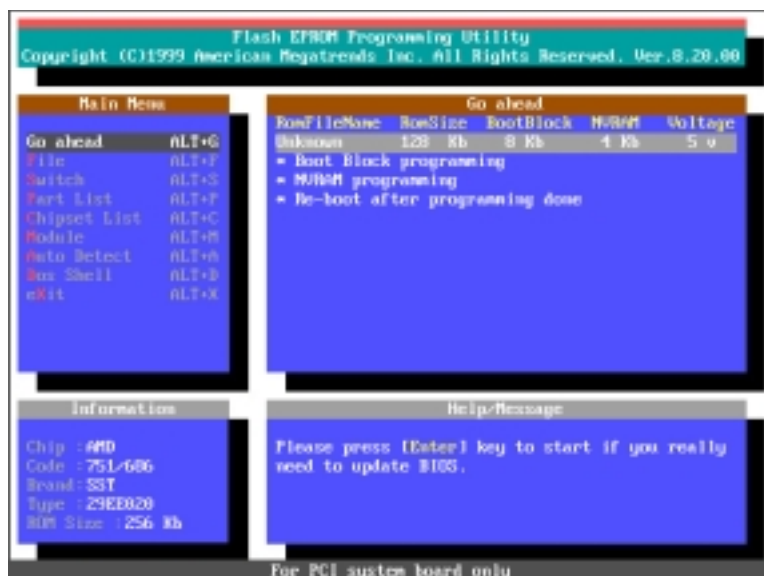 Flash EPROM Programming Utility
Copyright (C)1999 American Megatrends Inc. All Rights Reserved. Ver.8.20.00
Main Menu
Go ahead ALT+G
File ALT+F
Switch ALT+S
Part List ALT+P
Chipset List ALT+C
Module ALT+M
Auto Detect ALT+A
Dos Shell ALT+D
eXit ALT+X
Go ahead
RomFileName RomSize BootBlock NVRAM Voltage
Unknown 128 Kb 8 Kb 4 Kb 5 v
* Boot Block programming
* NVRAM programming
* Re-boot after programming done
Information
Chip :AMD
Code :751/686
Brand:SST
Type :29EE020
ROM Size :256 Kb
Help/Message
Please press [Enter] key to start if you really
need to update BIOS.
For PCI system board only